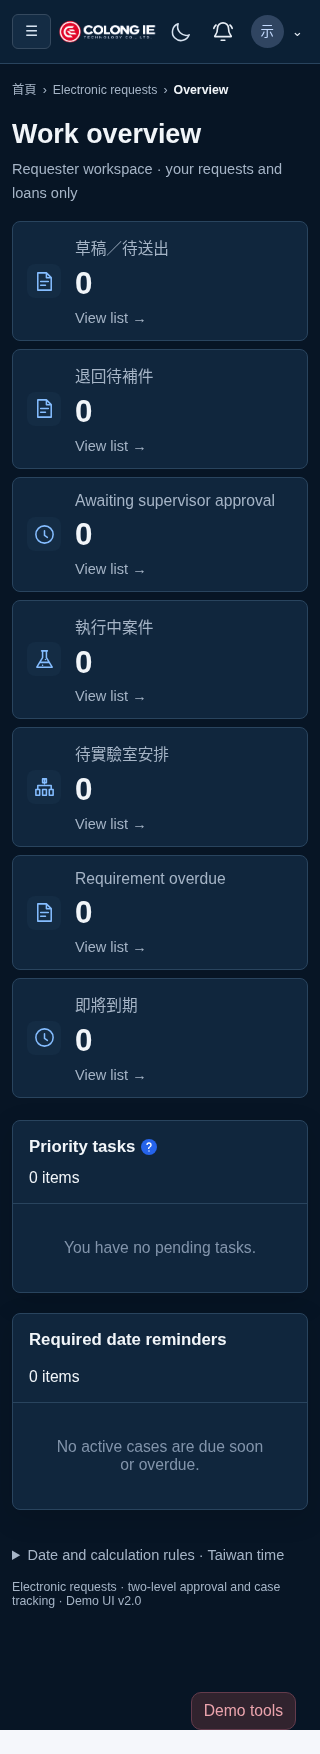 ☰ COLONG IE 示
TECHNOLOGY CO., LTD
首頁 › Electronic requests › Overview
Work overview
Requester workspace · your requests and
loans only
草稿／待送出
0
View list →
退回待補件
0
View list →
Awaiting supervisor approval
0
View list →
執行中案件
0
View list →
待實驗室安排
0
View list →
Requirement overdue
0
View list →
即將到期
0
View list →
Priority tasks ?
0 items
You have no pending tasks.
Required date reminders
0 items
No active cases are due soon
or overdue.
Date and calculation rules · Taiwan time
Electronic requests · two-level approval and case
tracking · Demo UI v2.0
Demo tools